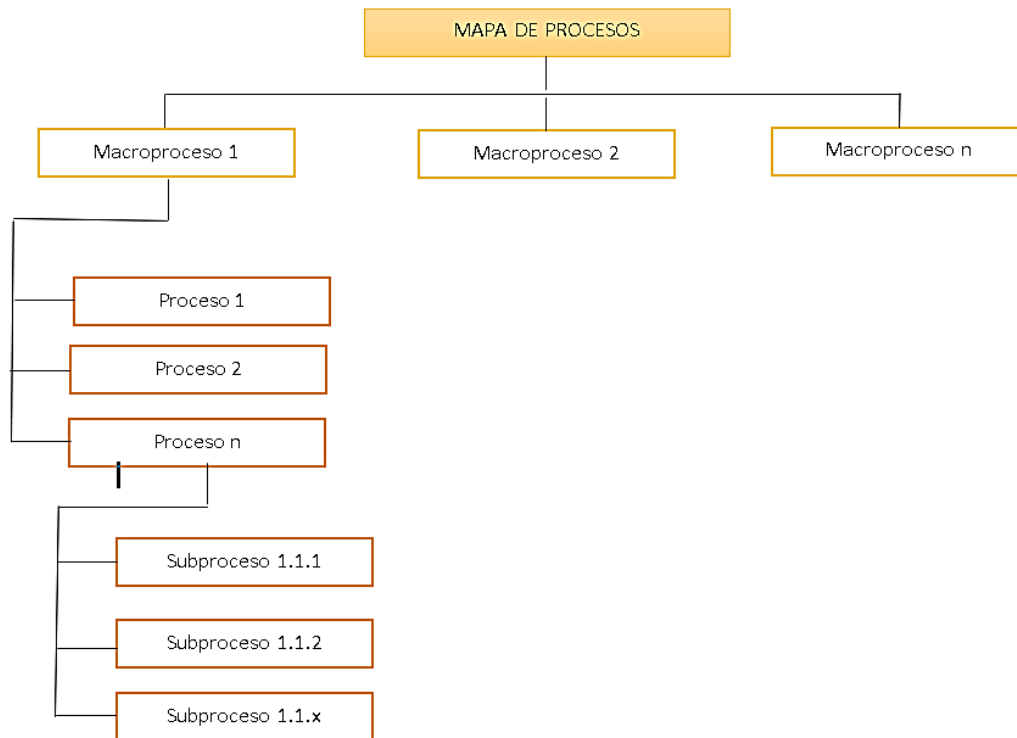 MAPA DE PROCESOS
Macroproceso 1
Macroproceso 2
Macroproceso n
Proceso 1
Proceso 2
Proceso n
Subproceso 1.1.1
Subproceso 1.1.2
Subproceso 1.1.x